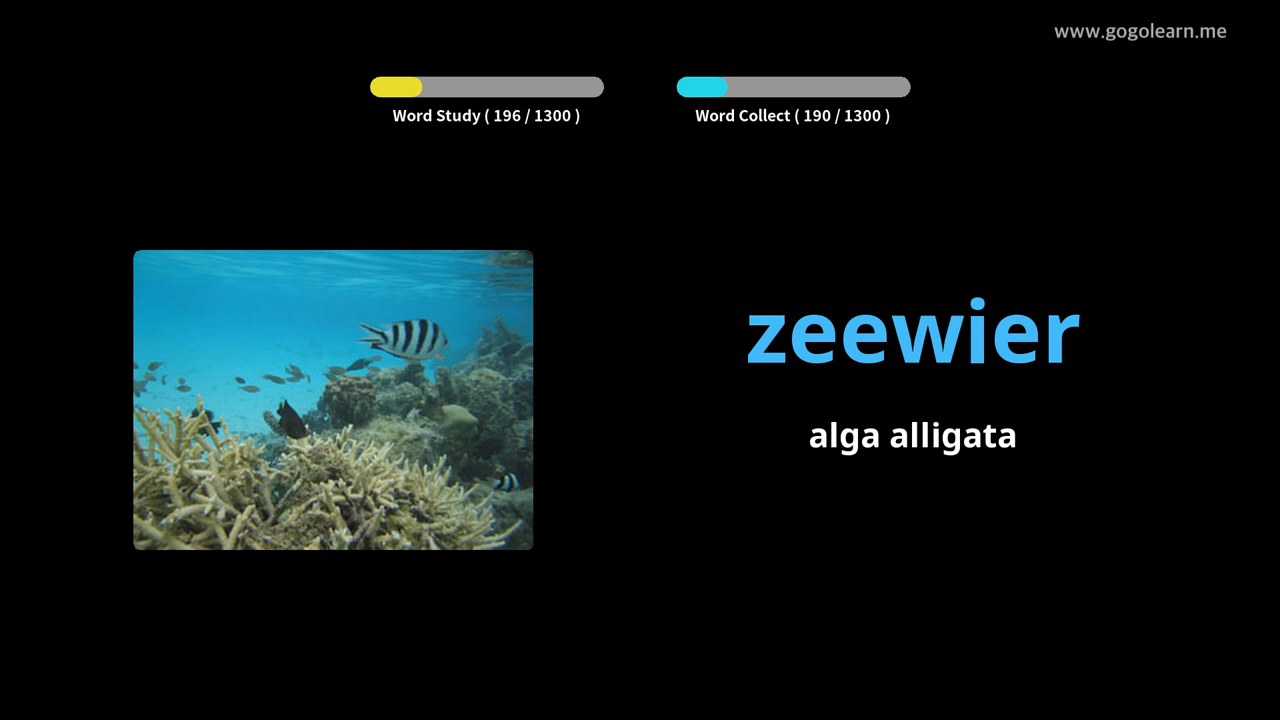 www.gogolearn.me
Word Study ( 196 / 1300 )
Word Collect ( 190 / 1300 )
zeewier
alga alligata